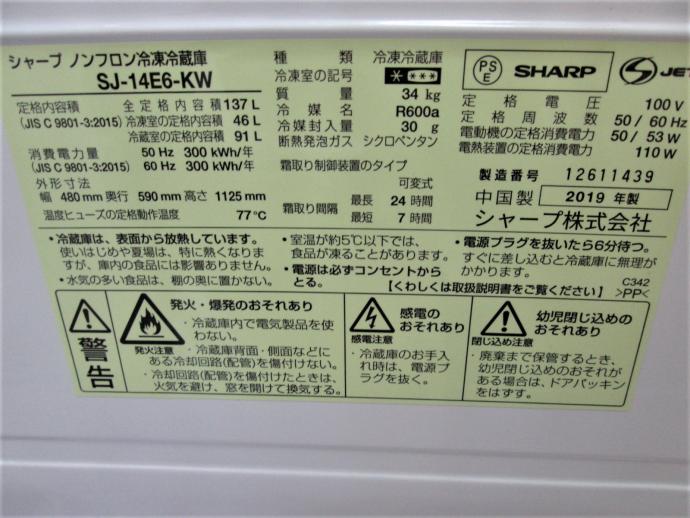 シャープ ノンフロン冷凍冷蔵庫
SJ-14E6-KW
定格内容積 全定格内容積 137 L
(JIS C 9801-3:2015) 冷凍室の定格内容積 46 L
冷蔵室の定格内容積 91 L
消費電力量 50 Hz 300 kWh/年
(JIS C 9801-3:2015) 60 Hz 300 kWh/年
外形寸法
幅 480 mm 奥行 590 mm 高さ 1125 mm
温度ヒューズの定格動作温度 77℃
種類 冷凍冷蔵庫
冷凍室の記号 * ***
質量 34 kg
冷媒名 R600a
冷媒封入量 30 g
断熱発泡ガス シクロペンタン
霜取り制御装置のタイプ
可変式
霜取り間隔 最長 24 時間
最短 7 時間
PS
E
SHARP
JET
定格電圧 100 V
定格周波数 50 / 60 Hz
電動機の定格消費電力 50 / 53 W
電熱装置の定格消費電力 110 W
製造番号 12611439
中国製 2019 年製
シャープ株式会社
・冷蔵庫は、表面から放熱しています。
使いはじめや夏場は、特に熱くなりま
すが、庫内の食品には影響ありません。
・水気の多い食品は、棚の奥に置かない。
・室温が約5℃以下では、
食品が凍ることがあります。
・電源は必ずコンセントから
とる。
・電源プラグを抜いたら6分待つ。
すぐに差し込むと冷蔵庫に無理が
かかります。
【くわしくは取扱説明書をご覧ください】
C342
>PP<
警告
発火・爆発のおそれあり
発火注意
・冷蔵庫内で電気製品を使
わない。
・冷蔵庫背面・側面などに
ある冷却回路(配管)を傷付けない。
・冷却回路(配管)を傷付けたときは、
火気を避け、窓を開けて換気する。
感電の
おそれあり
感電注意
・冷蔵庫のお手入
れ時は、電源プ
ラグを抜く。
幼児閉じ込めの
おそれあり
閉じ込め注意
・廃棄まで保管するとき、
幼児閉じ込めのおそれが
ある場合は、ドアパッキン
をはずす。